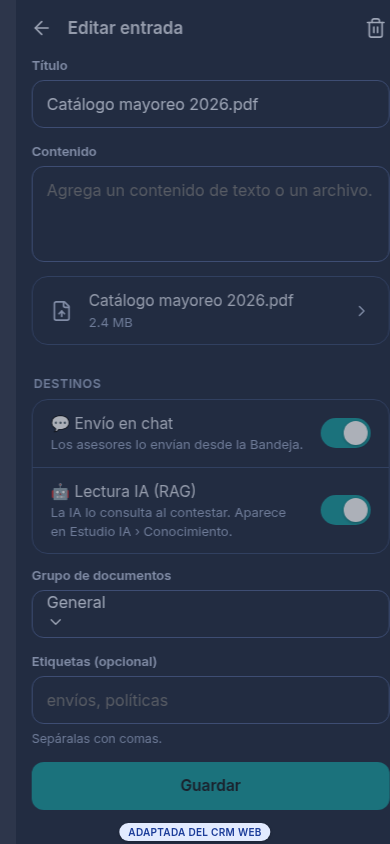 Editar entrada
Título
Catálogo mayoreo 2026.pdf
Contenido
Agrega un contenido de texto o un archivo.
Catálogo mayoreo 2026.pdf
2.4 MB
DESTINOS
💬 Envío en chat
Los asesores lo envían desde la Bandeja.
🤖 Lectura IA (RAG)
La IA lo consulta al contestar. Aparece
en Estudio IA › Conocimiento.
Grupo de documentos
General
Etiquetas (opcional)
envíos, políticas
Sepáralas con comas.
Guardar
ADAPTADA DEL CRM WEB